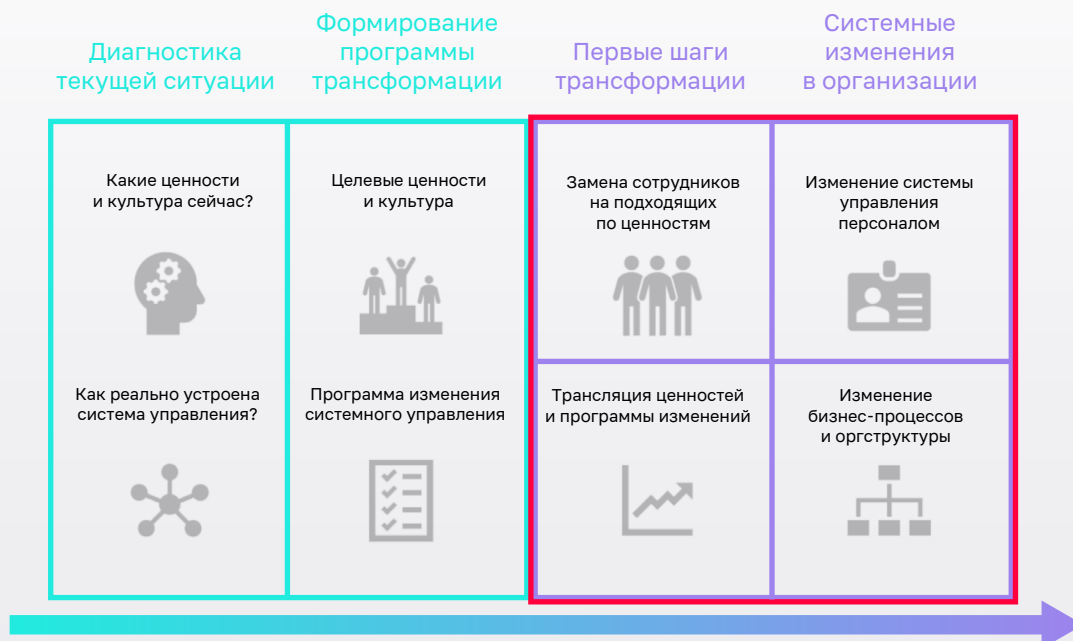 Диагностика
текущей ситуации
Формирование
программы
трансформации
Первые шаги
трансформации
Системные
изменения
в организации
Какие ценности
и культура сейчас?
Целевые ценности
и культура
Замена сотрудников
на подходящих
по ценностям
Изменение системы
управления
персоналом
Как реально устроена
система управления?
Программа изменения
системного управления
Трансляция ценностей
и программы изменений
Изменение
бизнес-процессов
и оргструктуры